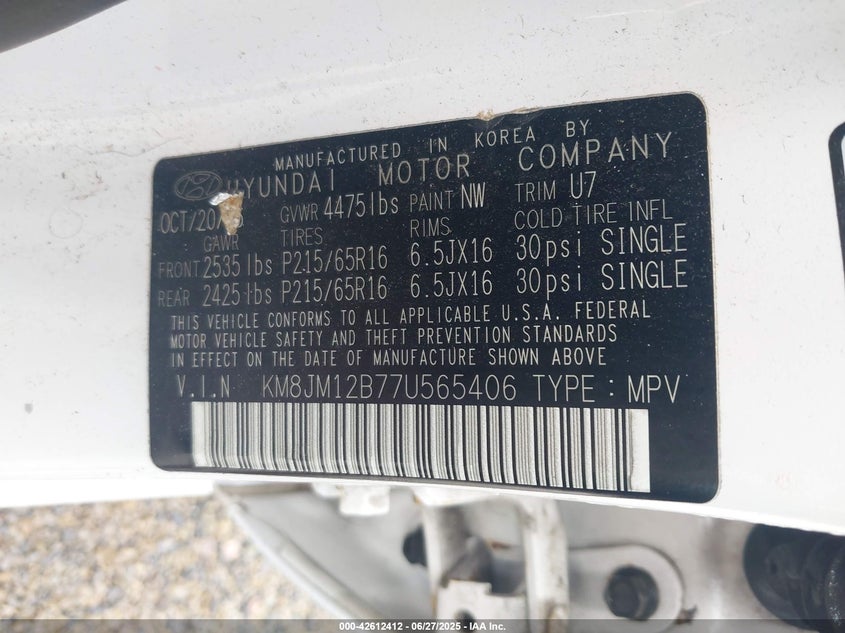 MANUFACTURED IN KOREA BY
HYUNDAI MOTOR COMPANY
GVWR 4475lbs PAINT NW TRIM U7
GAWR TIRES RIMS COLD TIRE INFL
FRONT 2535lbs P215/65R16 6.5JX16 30psi SINGLE
REAR 2425lbs P215/65R16 6.5JX16 30psi SINGLE
THIS VEHICLE CONFORMS TO ALL APPLICABLE U.S.A. FEDERAL
MOTOR VEHICLE SAFETY AND THEFT PREVENTION STANDARDS
IN EFFECT ON THE DATE OF MANUFACTURE SHOWN ABOVE
V.I.N KM8JM12B77U565406 TYPE : MPV
000-42612412 - 06/27/2025 - IAA Inc.